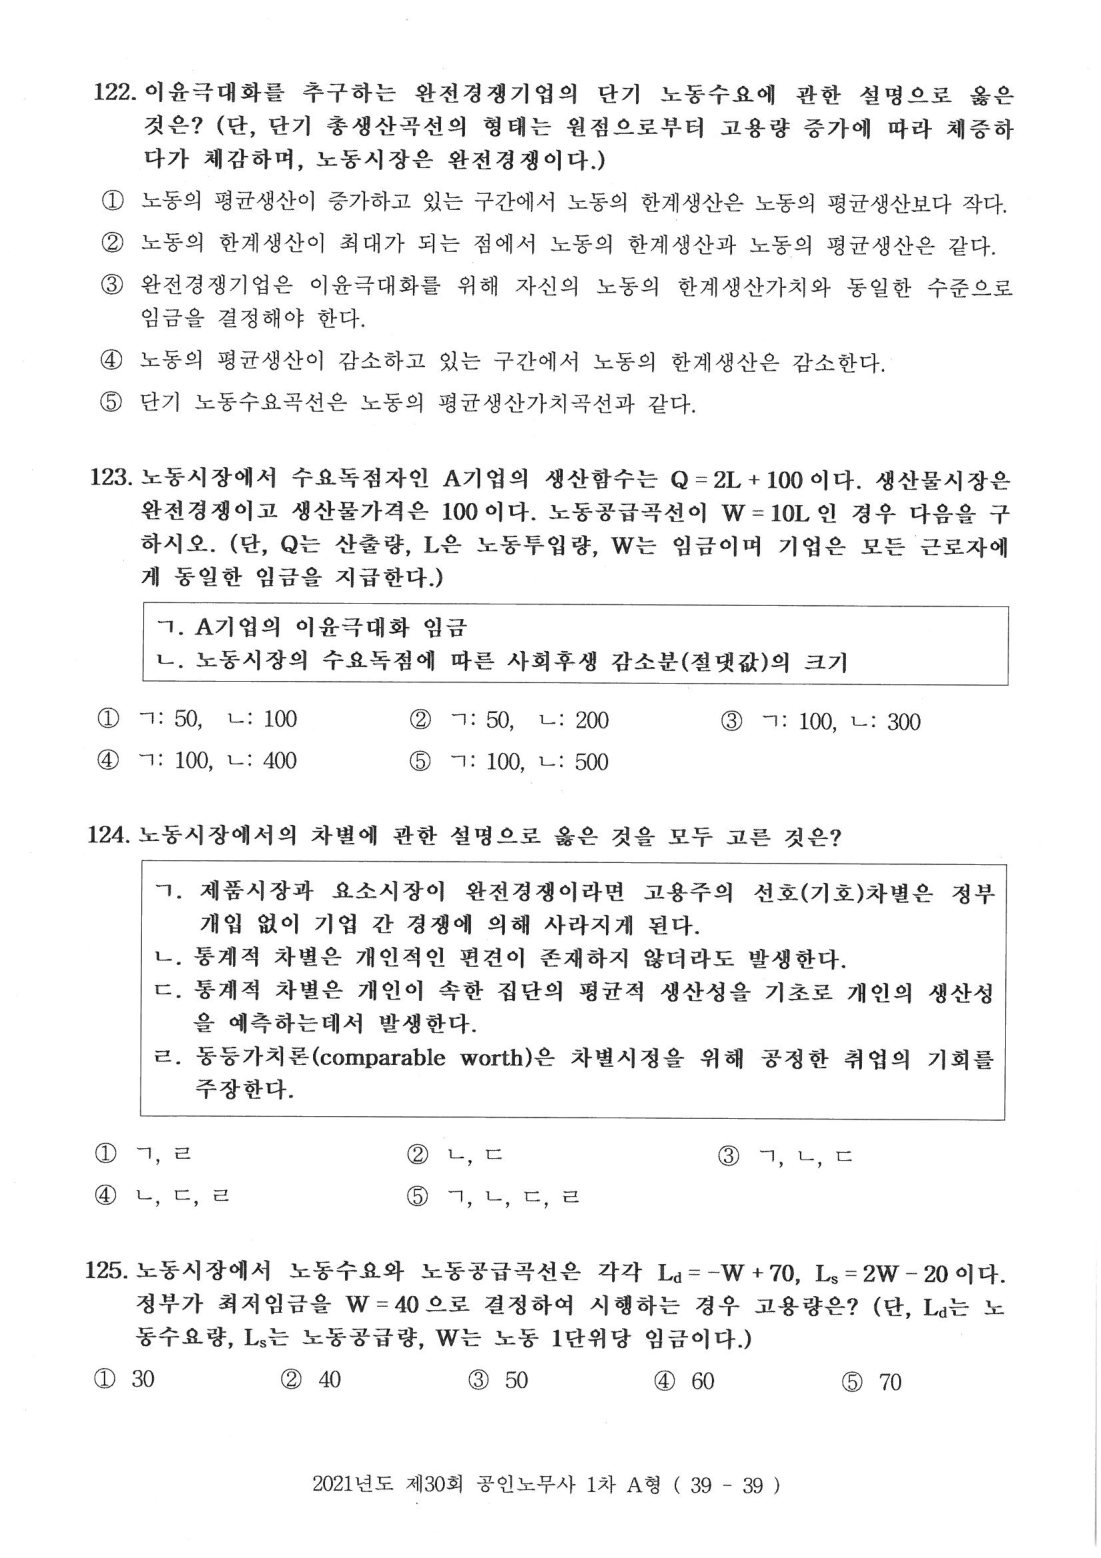 122. 이윤극대화를 추구하는 완전경쟁기업의 단기 노동수요에 관한 설명으로 옳은
것은? (단, 단기 총생산곡선의 형태는 원점으로부터 고용량 증가에 따라 체증하
다가 체감하며, 노동시장은 완전경쟁이다.)
① 노동의 평균생산이 증가하고 있는 구간에서 노동의 한계생산은 노동의 평균생산보다 작다.
② 노동의 한계생산이 최대가 되는 점에서 노동의 한계생산과 노동의 평균생산은 같다.
③ 완전경쟁기업은 이윤극대화를 위해 자신의 노동의 한계생산가치와 동일한 수준으로
임금을 결정해야 한다.
④ 노동의 평균생산이 감소하고 있는 구간에서 노동의 한계생산은 감소한다.
⑤ 단기 노동수요곡선은 노동의 평균생산가치곡선과 같다.
123. 노동시장에서 수요독점자인 A기업의 생산함수는 Q = 2L + 100 이다. 생산물시장은
완전경쟁이고 생산물가격은 100 이다. 노동공급곡선이 W = 10L 인 경우 다음을 구
하시오. (단, Q는 산출량, L은 노동투입량, W는 임금이며 기업은 모든 근로자에
게 동일한 임금을 지급한다.)
ㄱ. A기업의 이윤극대화 임금
ㄴ. 노동시장의 수요독점에 따른 사회후생 감소분(절댓값)의 크기
① ㄱ: 50, ㄴ: 100 ② ㄱ: 50, ㄴ: 200 ③ ㄱ: 100, ㄴ: 300
④ ㄱ: 100, ㄴ: 400 ⑤ ㄱ: 100, ㄴ: 500
124. 노동시장에서의 차별에 관한 설명으로 옳은 것을 모두 고른 것은?
ㄱ. 제품시장과 요소시장이 완전경쟁이라면 고용주의 선호(기호)차별은 정부
개입 없이 기업 간 경쟁에 의해 사라지게 된다.
ㄴ. 통계적 차별은 개인적인 편견이 존재하지 않더라도 발생한다.
ㄷ. 통계적 차별은 개인이 속한 집단의 평균적 생산성을 기초로 개인의 생산성
을 예측하는데서 발생한다.
ㄹ. 동등가치론(comparable worth)은 차별시정을 위해 공정한 취업의 기회를
주장한다.
① ㄱ, ㄹ ② ㄴ, ㄷ ③ ㄱ, ㄴ, ㄷ
④ ㄴ, ㄷ, ㄹ ⑤ ㄱ, ㄴ, ㄷ, ㄹ
125. 노동시장에서 노동수요와 노동공급곡선은 각각 L_d = -W + 70, L_s = 2W - 20 이다.
정부가 최저임금을 W = 40 으로 결정하여 시행하는 경우 고용량은? (단, L_d는 노
동수요량, L_s는 노동공급량, W는 노동 1단위당 임금이다.)
① 30 ② 40 ③ 50 ④ 60 ⑤ 70
2021년도 제30회 공인노무사 1차 A형 ( 39 - 39 )